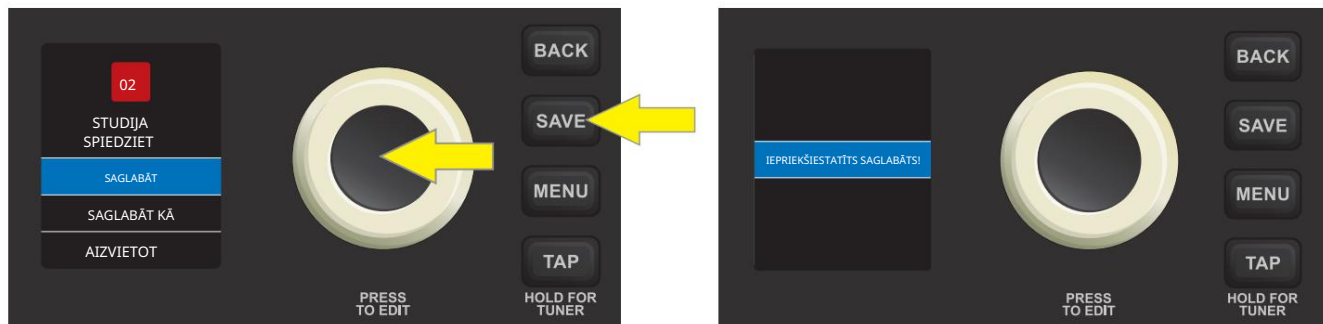 02
STUDIJA
SPIEDZIET
SAGLABĀT
SAGLABĀT KĀ
AIZVIETOT
PRESS
TO EDIT
BACK
SAVE
MENU
TAP
HOLD FOR
TUNER
IEPRIEKŠIESTATĪTS SAGLABĀTS!
PRESS
TO EDIT
BACK
SAVE
MENU
TAP
HOLD FOR
TUNER